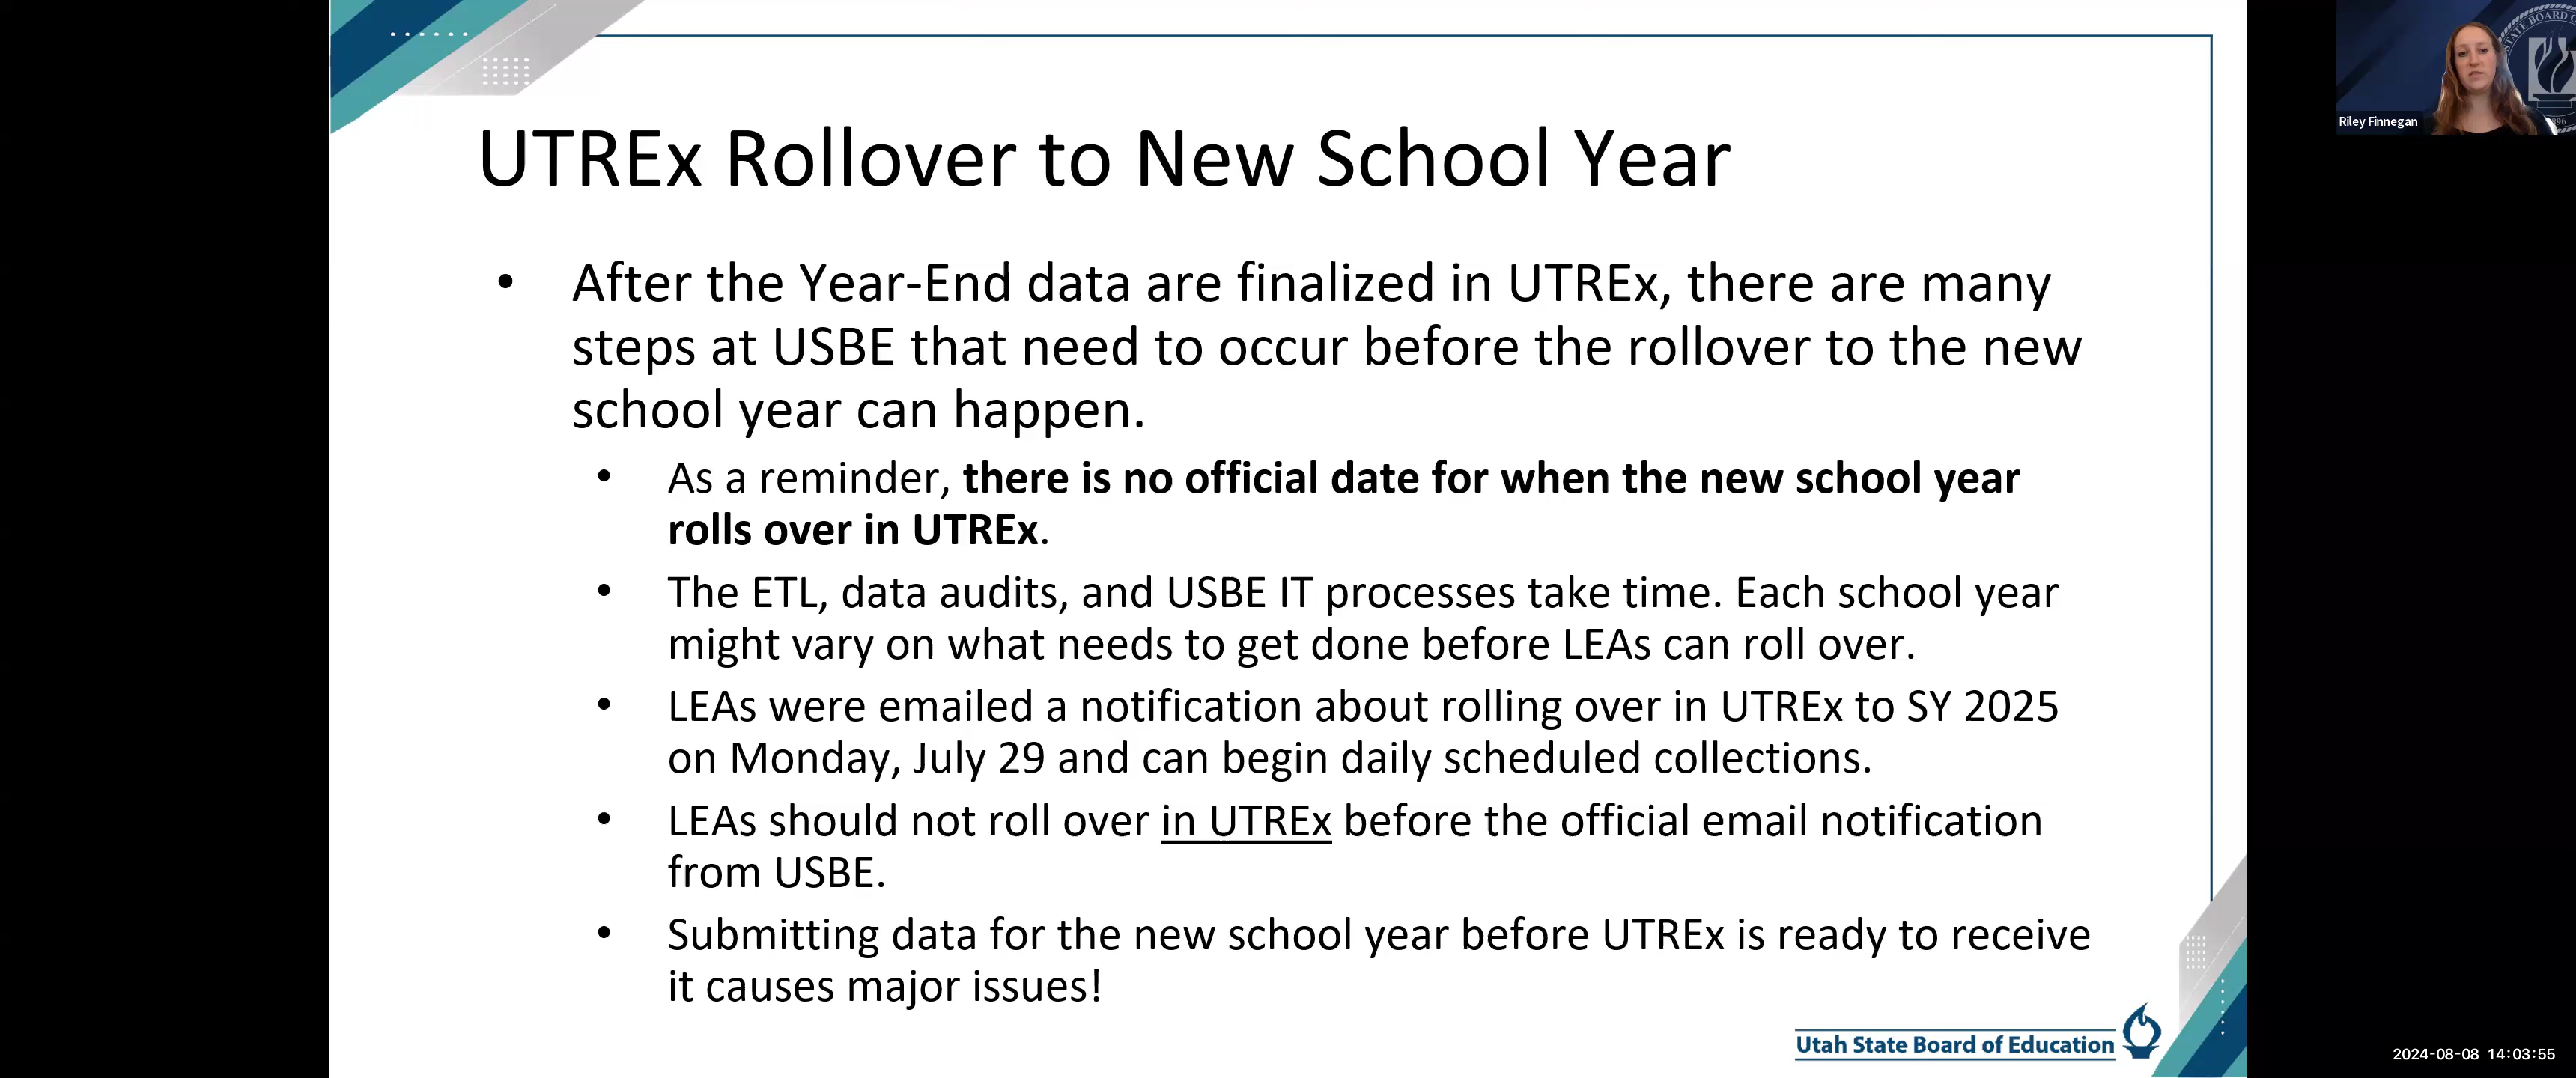 UTREx Rollover to New School Year
• After the Year-End data are finalized in UTREx, there are many
steps at USBE that need to occur before the rollover to the new
school year can happen.
• As a reminder, there is no official date for when the new school year
rolls over in UTREx.
• The ETL, data audits, and USBE IT processes take time. Each school year
might vary on what needs to get done before LEAs can roll over.
• LEAs were emailed a notification about rolling over in UTREx to SY 2025
on Monday, July 29 and can begin daily scheduled collections.
• LEAs should not roll over in UTREx before the official email notification
from USBE.
• Submitting data for the new school year before UTREx is ready to receive
it causes major issues!
Utah State Board of Education
STATE BOARD O
Riley Finnegan
2024-08-08 14:03:55